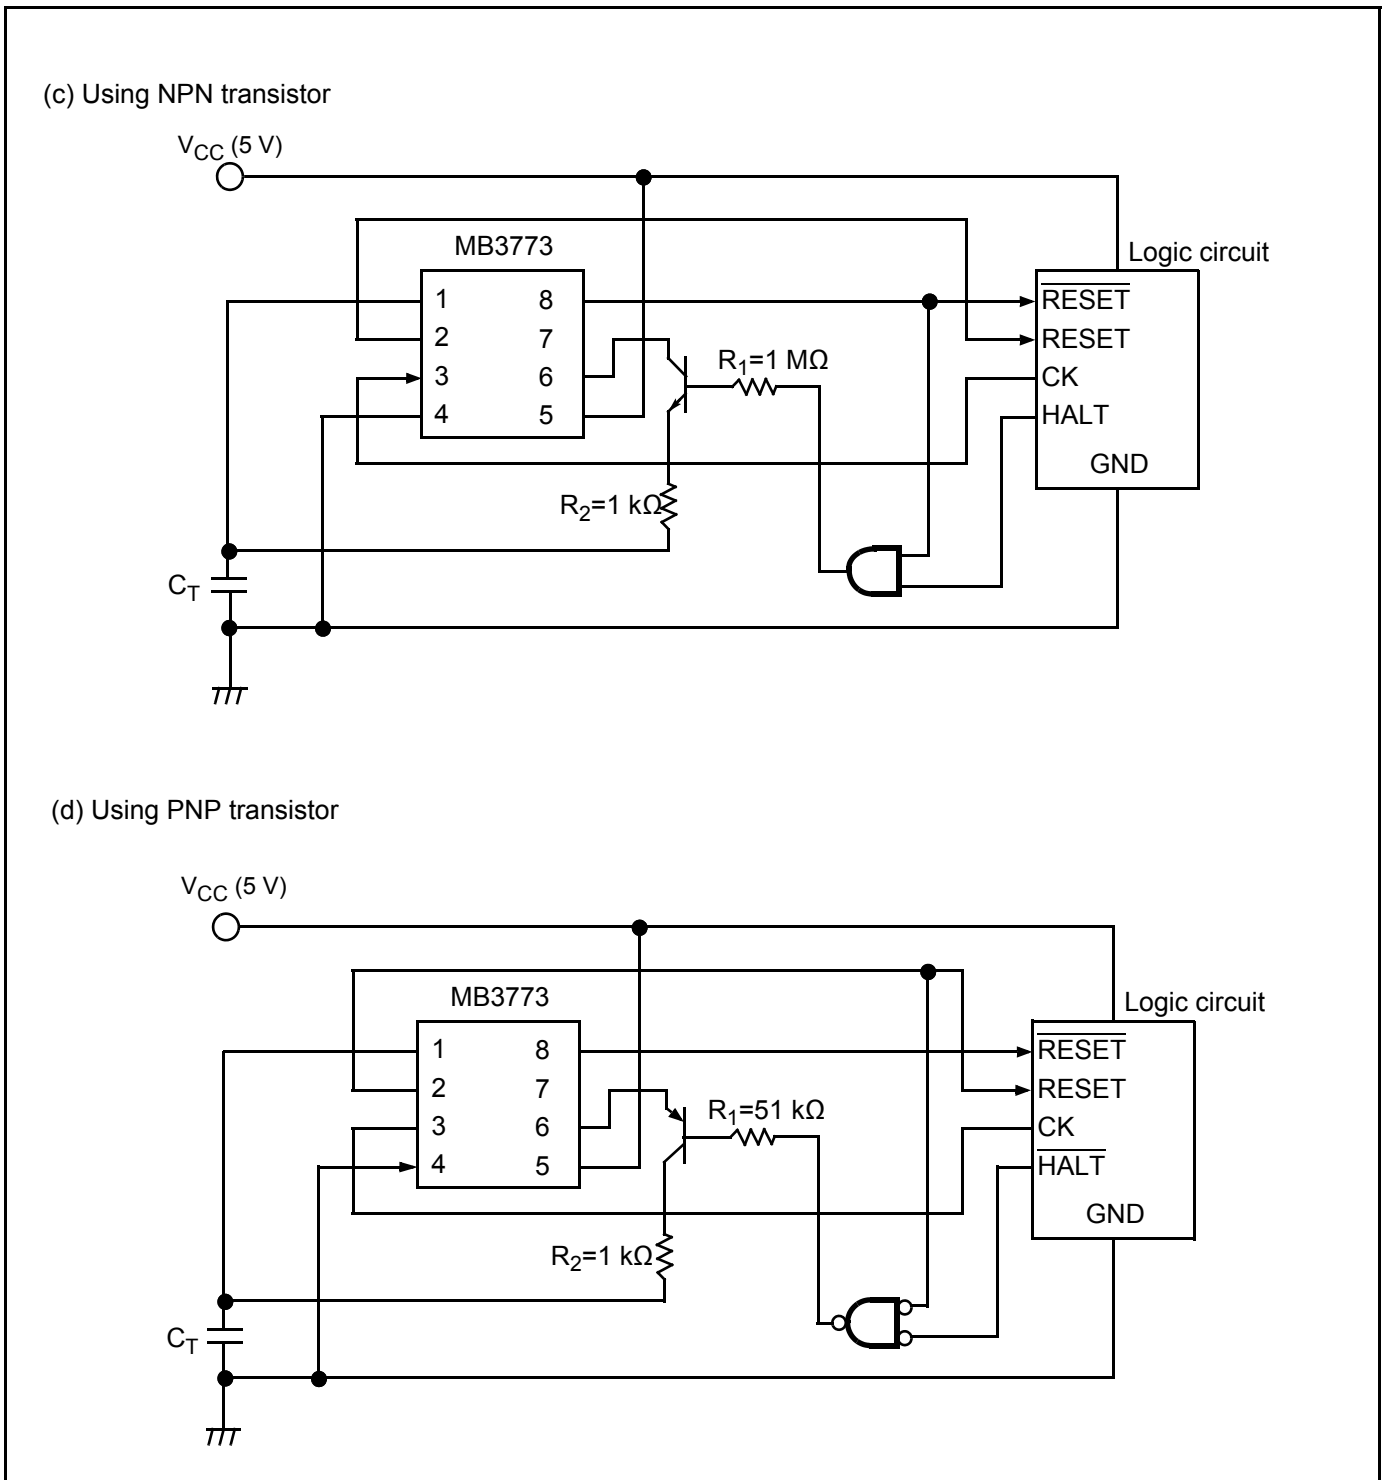 (c) Using NPN transistor
VCC (5 V)
MB3773
Logic circuit
1 8 RESET
2 7 RESET
R1=1 MΩ
3 6 CK
4 5 HALT
GND
R2=1 kΩ
CT
(d) Using PNP transistor
VCC (5 V)
MB3773
Logic circuit
1 8 RESET
2 7 RESET
R1=51 kΩ
3 6 CK
4 5 HALT
GND
R2=1 kΩ
CT